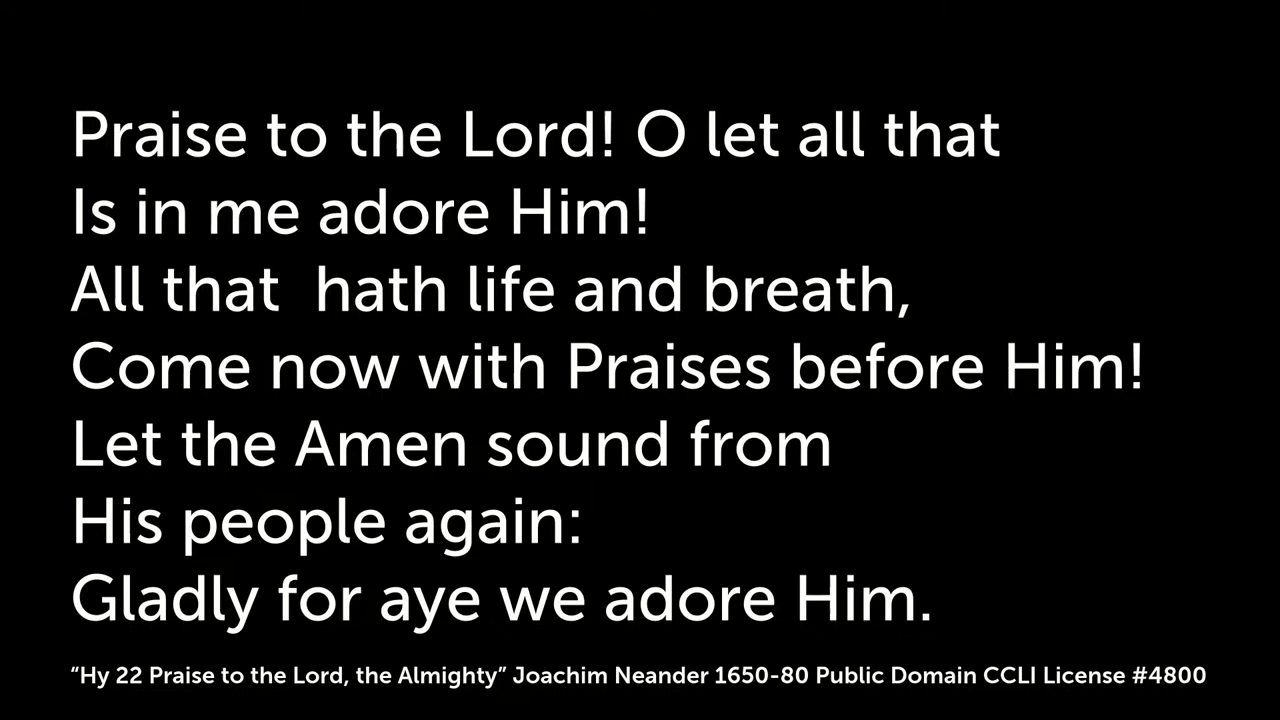 Praise to the Lord! O let all that
Is in me adore Him!
All that  hath life and breath,
Come now with Praises before Him!
Let the Amen sound from
His people again:
Gladly for aye we adore Him.
“Hy 22 Praise to the Lord, the Almighty” Joachim Neander 1650-80 Public Domain CCLI License #4800